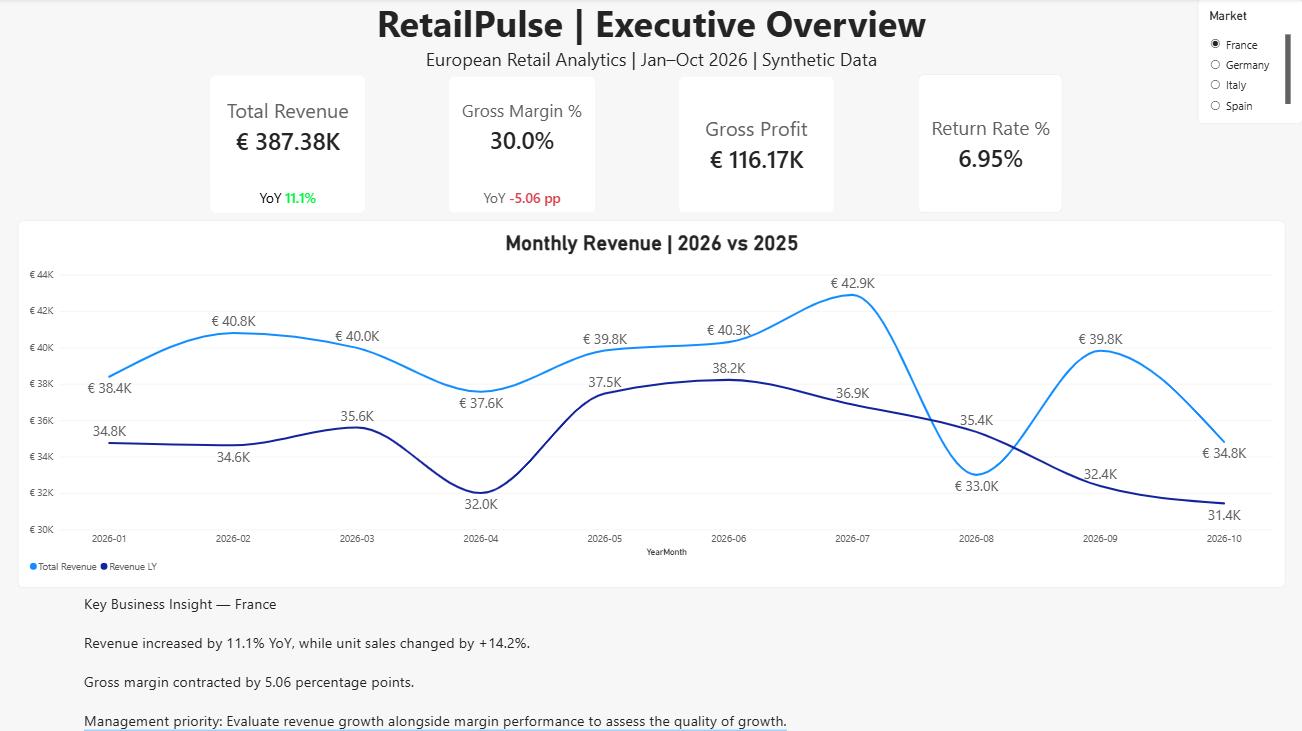 RetailPulse | Executive Overview
European Retail Analytics | Jan–Oct 2026 | Synthetic Data
Market
France
Germany
Italy
Spain
Total Revenue
€ 387.38K
YoY 11.1%
Gross Margin %
30.0%
YoY -5.06 pp
Gross Profit
€ 116.17K
Return Rate %
6.95%
Monthly Revenue | 2026 vs 2025
€ 44K
€ 42K
€ 40K
€ 38K
€ 36K
€ 34K
€ 32K
€ 30K
€ 38.4K
€ 40.8K
€ 40.0K
€ 37.6K
€ 39.8K
€ 40.3K
€ 42.9K
€ 33.0K
€ 39.8K
€ 34.8K
34.8K
34.6K
35.6K
32.0K
37.5K
38.2K
36.9K
35.4K
32.4K
31.4K
2026-01 2026-02 2026-03 2026-04 2026-05 2026-06 2026-07 2026-08 2026-09 2026-10
YearMonth
Total Revenue Revenue LY
Key Business Insight — France
Revenue increased by 11.1% YoY, while unit sales changed by +14.2%.
Gross margin contracted by 5.06 percentage points.
Management priority: Evaluate revenue growth alongside margin performance to assess the quality of growth.